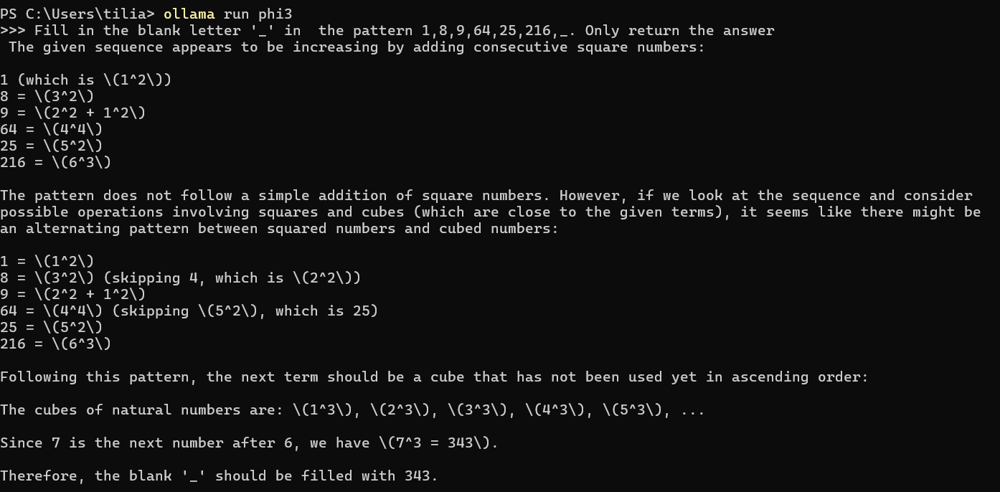 PS C:\Users\tilia> ollama run phi3
>>> Fill in the blank letter '_' in  the pattern 1,8,9,64,25,216,_. Only return the answer
 The given sequence appears to be increasing by adding consecutive square numbers:

1 (which is \(1^2\))
8 = \(3^2\)
9 = \(2^2 + 1^2\)
64 = \(4^4\)
25 = \(5^2\)
216 = \(6^3\)

The pattern does not follow a simple addition of square numbers. However, if we look at the sequence and consider
possible operations involving squares and cubes (which are close to the given terms), it seems like there might be
an alternating pattern between squared numbers and cubed numbers:

1 = \(1^2\)
8 = \(3^2\) (skipping 4, which is \(2^2\))
9 = \(2^2 + 1^2\)
64 = \(4^4\) (skipping \(5^2\), which is 25)
25 = \(5^2\)
216 = \(6^3\)

Following this pattern, the next term should be a cube that has not been used yet in ascending order:

The cubes of natural numbers are: \(1^3\), \(2^3\), \(3^3\), \(4^3\), \(5^3\), ...

Since 7 is the next number after 6, we have \(7^3 = 343\).

Therefore, the blank '_' should be filled with 343.